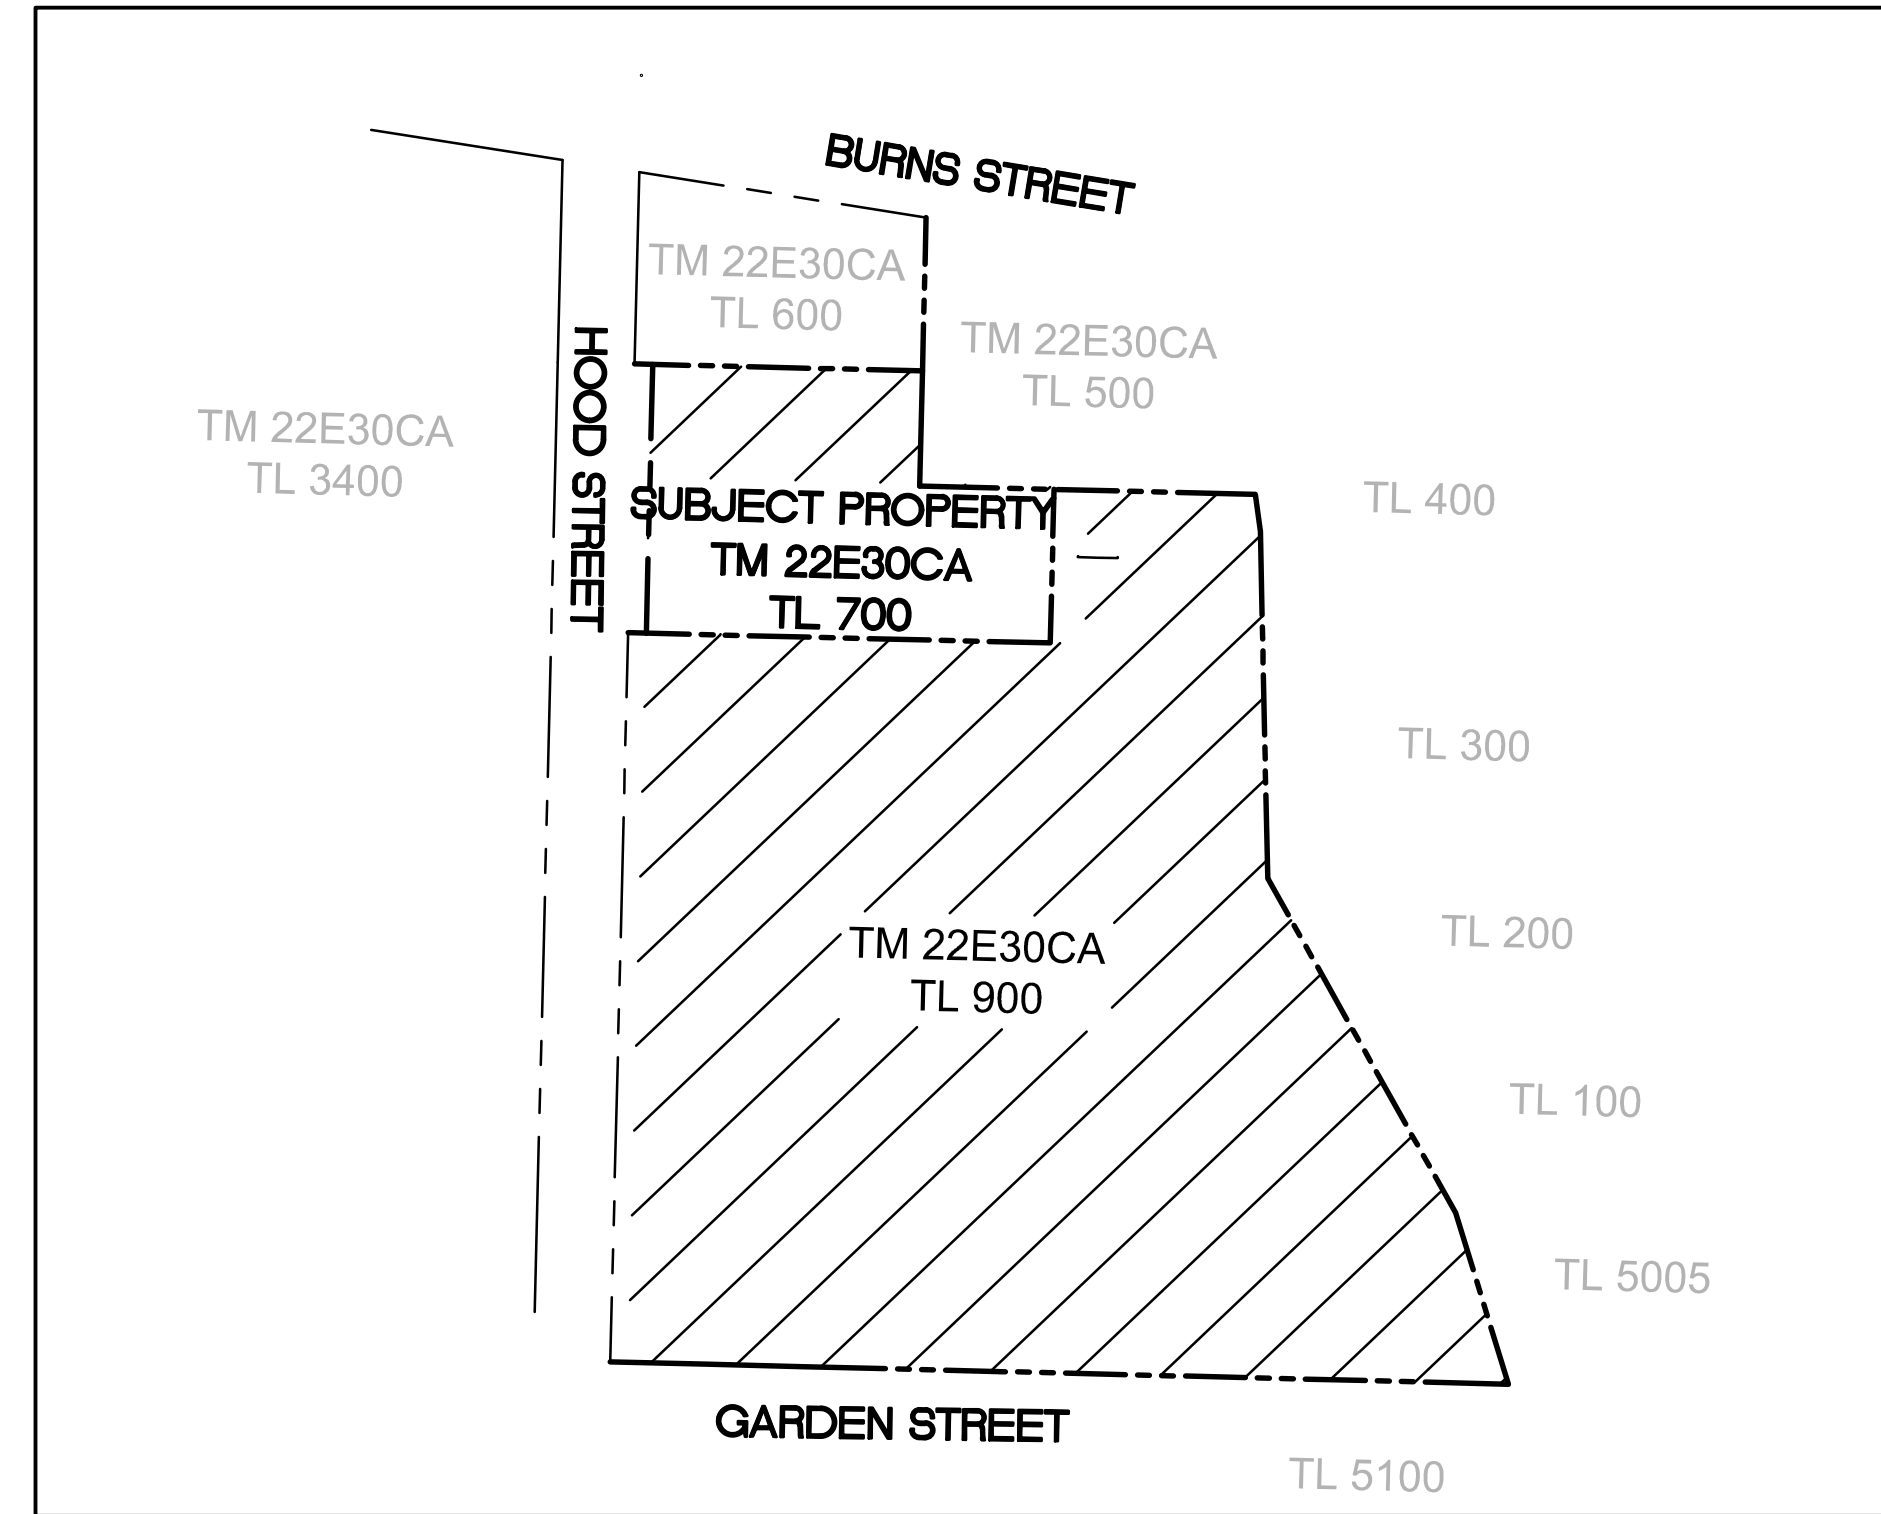 BURNS STREET
TM 22E30CA
TL 600
TM 22E30CA
TL 500
HOOD STREET
TM 22E30CA
TL 3400
TL 400
SUBJECT PROPERTY
TM 22E30CA
TL 700
TL 300
TL 200
TM 22E30CA
TL 900
TL 100
TL 5005
GARDEN STREET
TL 5100